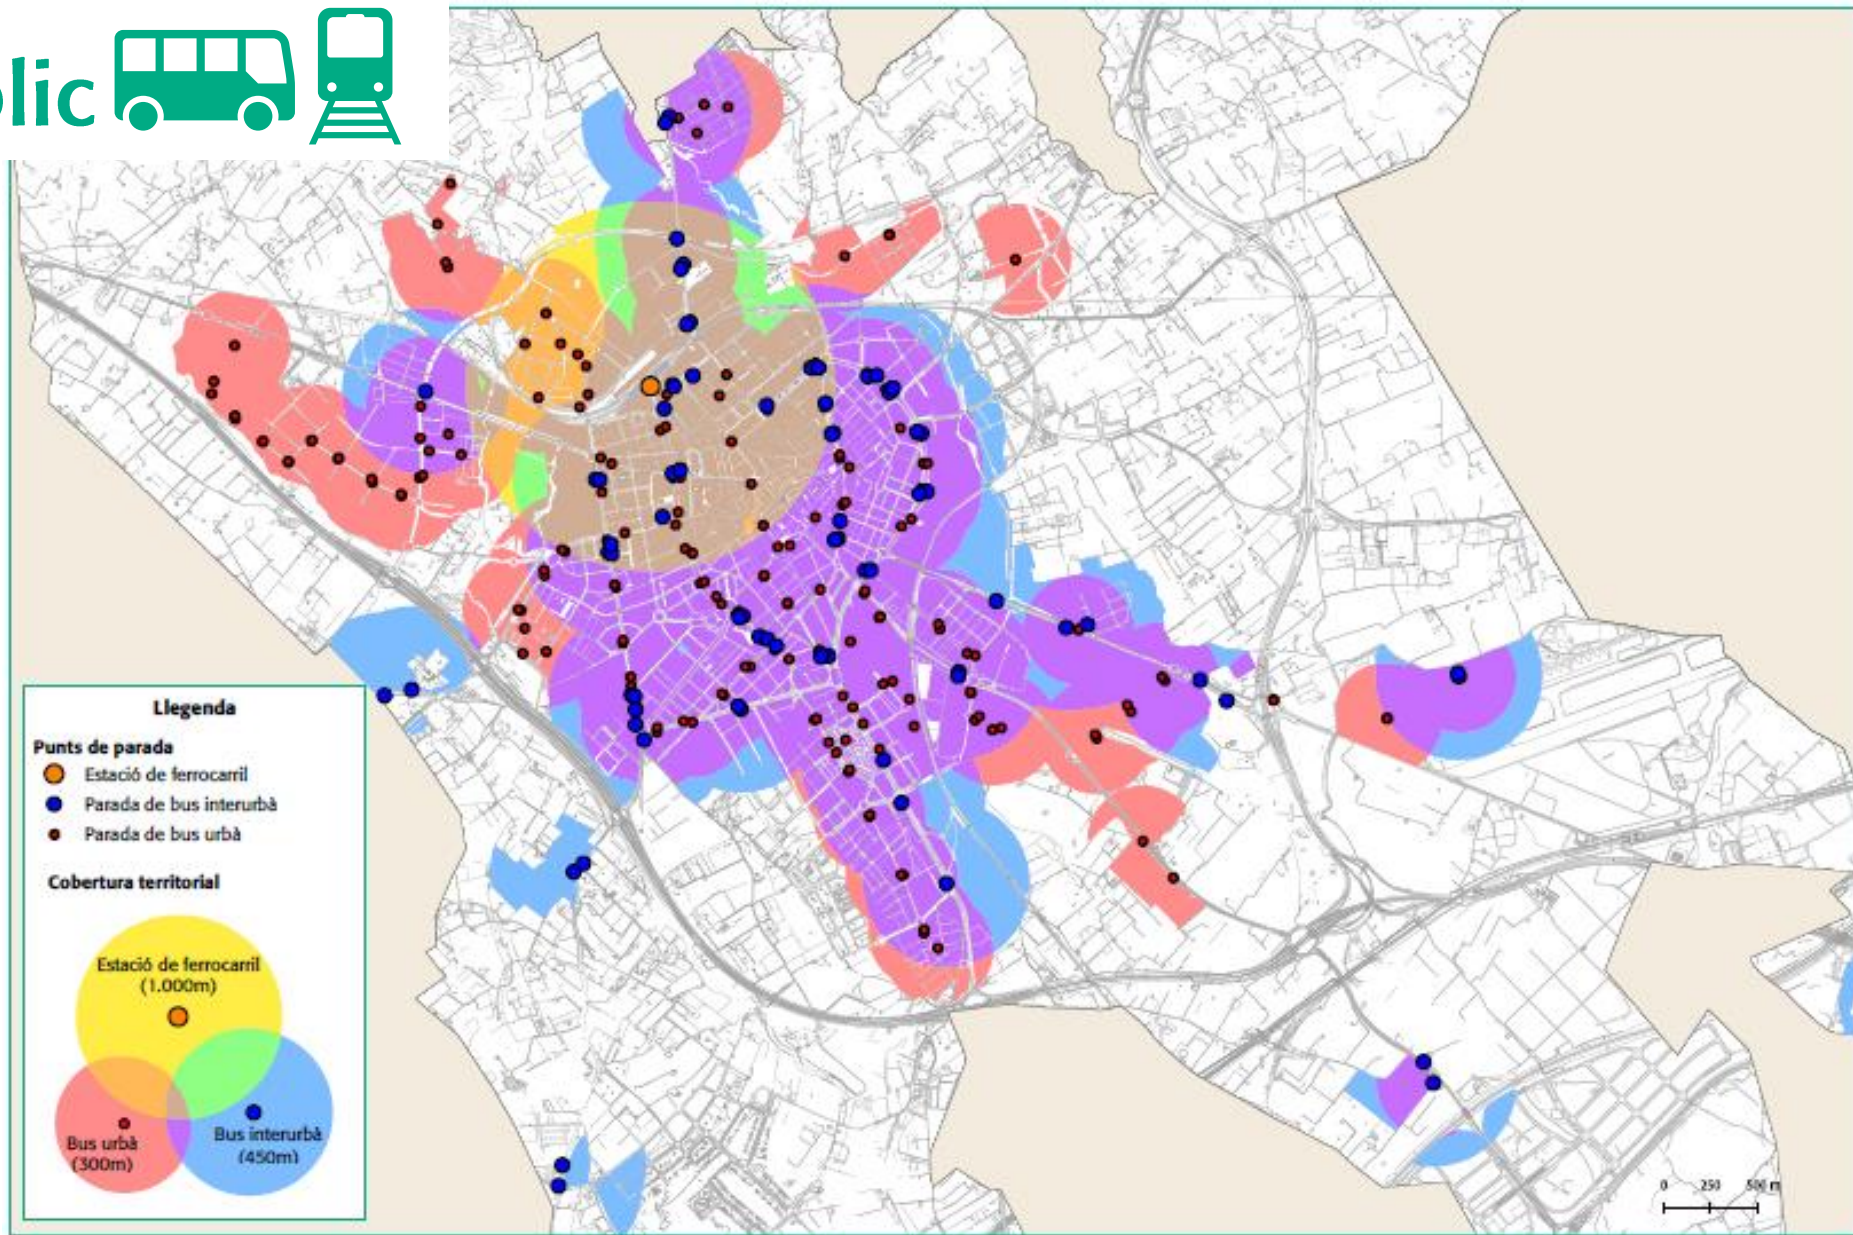 blic
Llegenda
Punts de parada
Estació de ferrocarril
Parada de bus interurbà
Parada de bus urbà
Cobertura territorial
Estació de ferrocarril
(1.000m)
Bus urbà
(300m)
Bus interurbà
(450m)
0 250 500 m